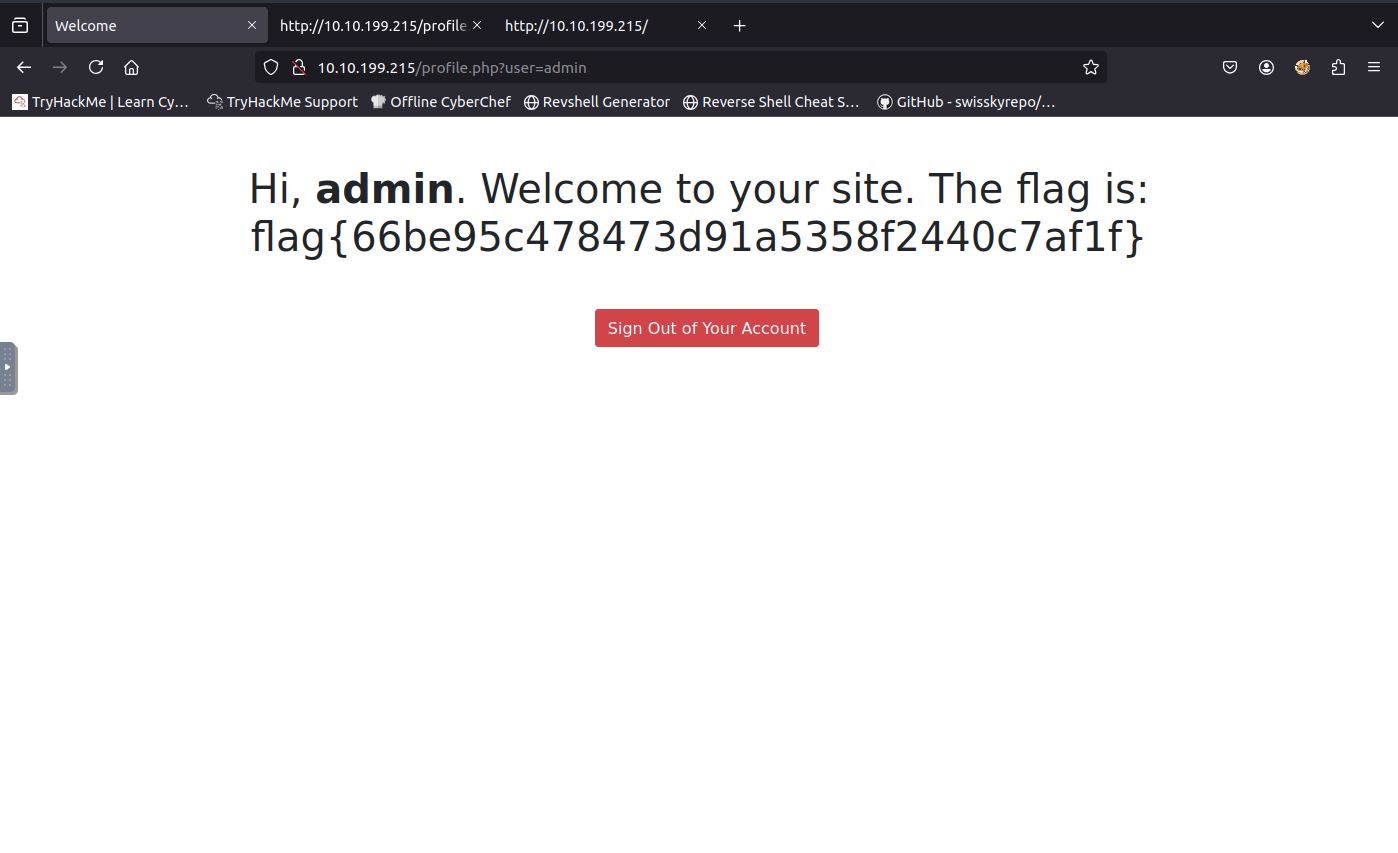 Welcome
http://10.10.199.215/profile
http://10.10.199.215/
10.10.199.215/profile.php?user=admin
TryHackMe | Learn Cy…
TryHackMe Support
Offline CyberChef
Revshell Generator
Reverse Shell Cheat S…
GitHub - swisskyrepo/…
Hi, admin. Welcome to your site. The flag is:
flag{66be95c478473d91a5358f2440c7af1f}
Sign Out of Your Account